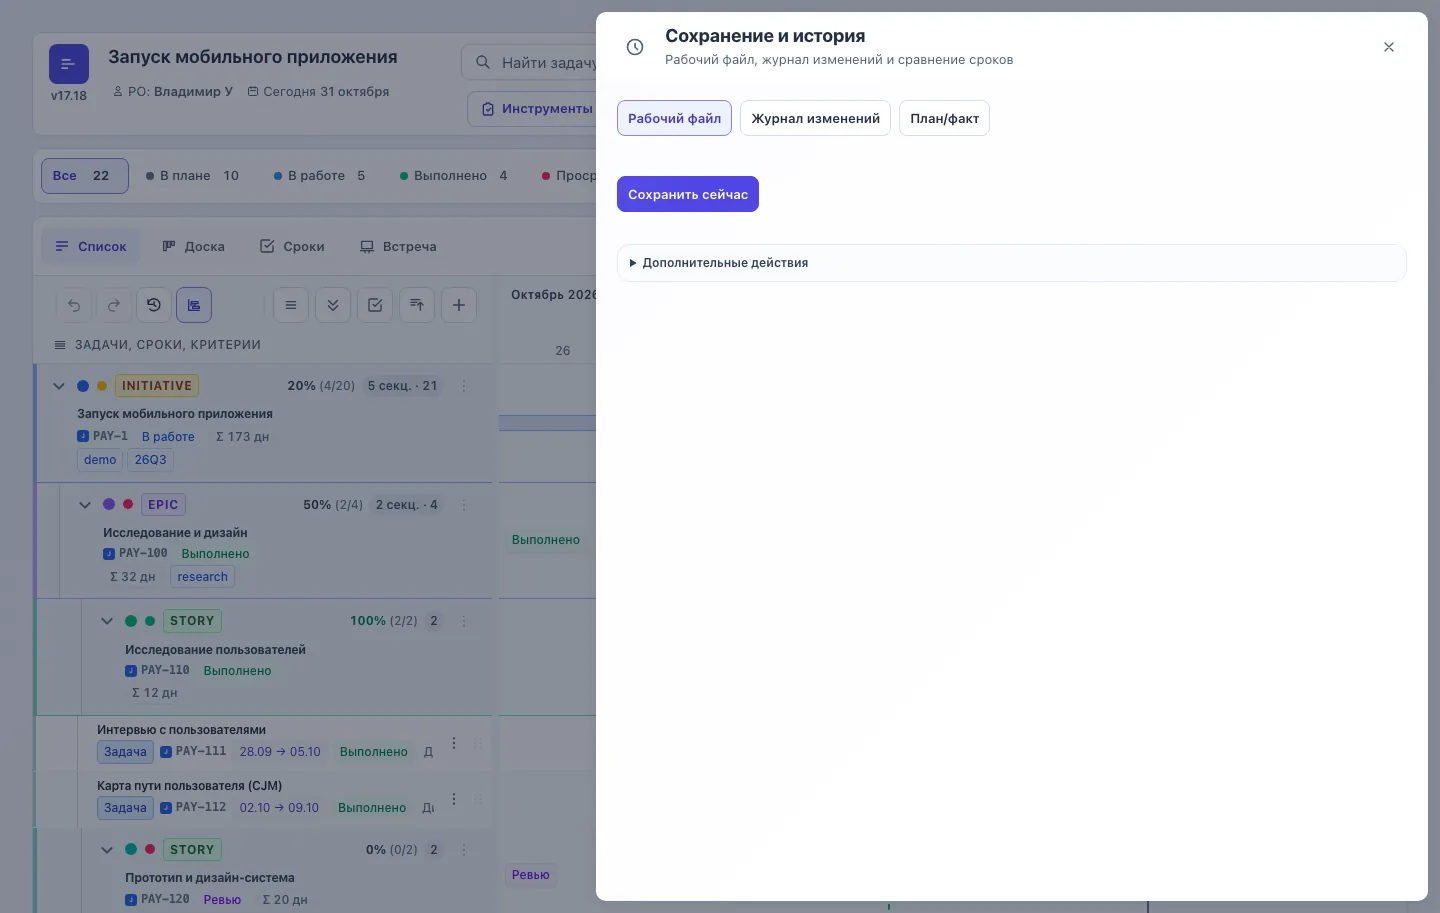 Запуск мобильного приложения
v17.18
PO: Владимир У
Сегодня 31 октября
Найти задачу
Инструменты
Все 22
В плане 10
В работе 5
Выполнено 4
Список
Доска
Сроки
Встреча
Октябрь 2026
26
ЗАДАЧИ, СРОКИ, КРИТЕРИИ
INITIATIVE 20% (4/20) 5 секц. · 21
Запуск мобильного приложения
PAY-1 В работе Σ 173 дн
demo 26Q3
EPIC 50% (2/4) 2 секц. · 4
Исследование и дизайн
PAY-100 Выполнено
Σ 32 дн research
Выполнено
STORY 100% (2/2) 2
Исследование пользователей
PAY-110 Выполнено
Σ 12 дн
Интервью с пользователями
Задача PAY-111 28.09 → 05.10 Выполнено
Карта пути пользователя (CJM)
Задача PAY-112 02.10 → 09.10 Выполнено
STORY 0% (0/2) 2
Прототип и дизайн-система
PAY-120 Ревью Σ 20 дн
Ревью
Сохранение и история
Рабочий файл, журнал изменений и сравнение сроков
Рабочий файл
Журнал изменений
План/факт
Сохранить сейчас
Дополнительные действия